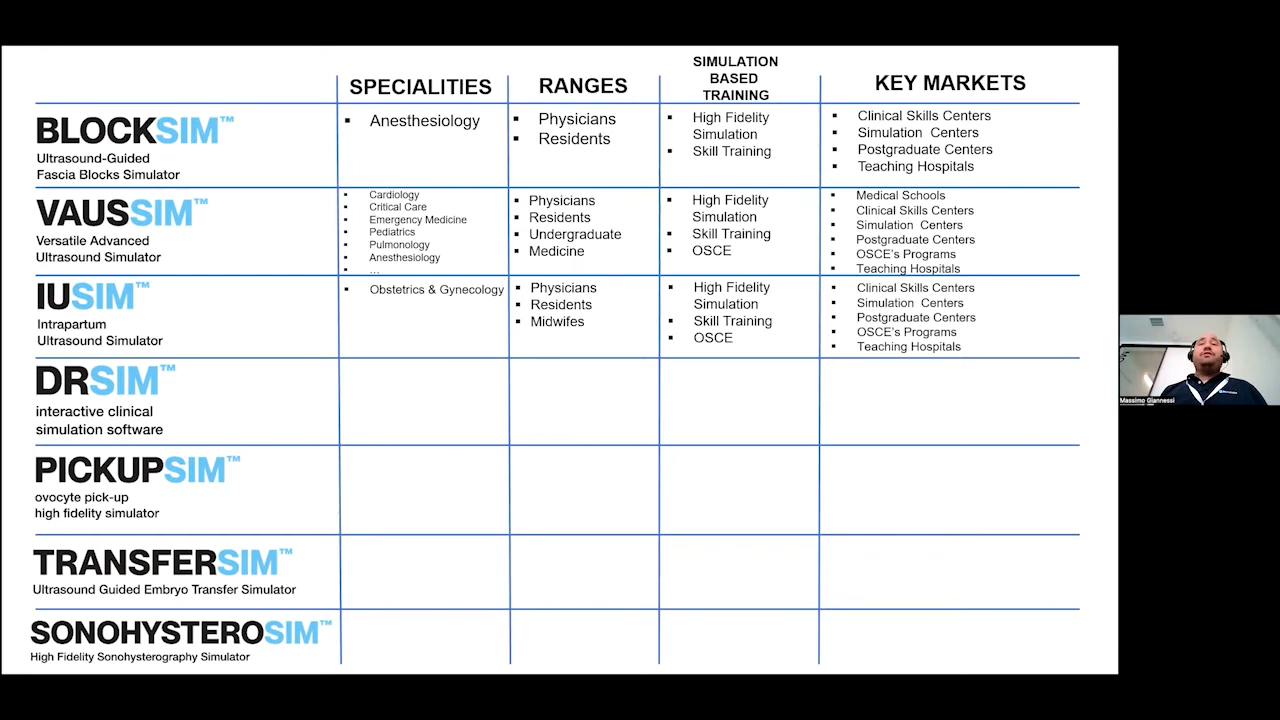 SPECIALITIES
RANGES
SIMULATION
BASED
TRAINING
KEY MARKETS
BLOCKSIM™
Ultrasound-Guided
Fascia Blocks Simulator
▪ Anesthesiology
▪ Physicians
▪ Residents
▪ High Fidelity
Simulation
▪ Skill Training
▪ Clinical Skills Centers
▪ Simulation Centers
▪ Postgraduate Centers
▪ Teaching Hospitals
VAUSSIM™
Versatile Advanced
Ultrasound Simulator
▪ Cardiology
▪ Critical Care
▪ Emergency Medicine
▪ Pediatrics
▪ Pulmonology
▪ Anesthesiology
▪ ...
▪ Physicians
▪ Residents
▪ Undergraduate
▪ Medicine
▪ High Fidelity
Simulation
▪ Skill Training
▪ OSCE
▪ Medical Schools
▪ Clinical Skills Centers
▪ Simulation Centers
▪ Postgraduate Centers
▪ OSCE's Programs
▪ Teaching Hospitals
IUSIM™
Intrapartum
Ultrasound Simulator
▪ Obstetrics & Gynecology
▪ Physicians
▪ Residents
▪ Midwifes
▪ High Fidelity
Simulation
▪ Skill Training
▪ OSCE
▪ Clinical Skills Centers
▪ Simulation Centers
▪ Postgraduate Centers
▪ OSCE's Programs
▪ Teaching Hospitals
DRSIM™
interactive clinical
simulation software
PICKUPSIM™
ovocyte pick-up
high fidelity simulator
TRANSFERSIM™
Ultrasound Guided Embryo Transfer Simulator
SONOHYSTEROSIM™
High Fidelity Sonohysterography Simulator
Massimo Giannessi